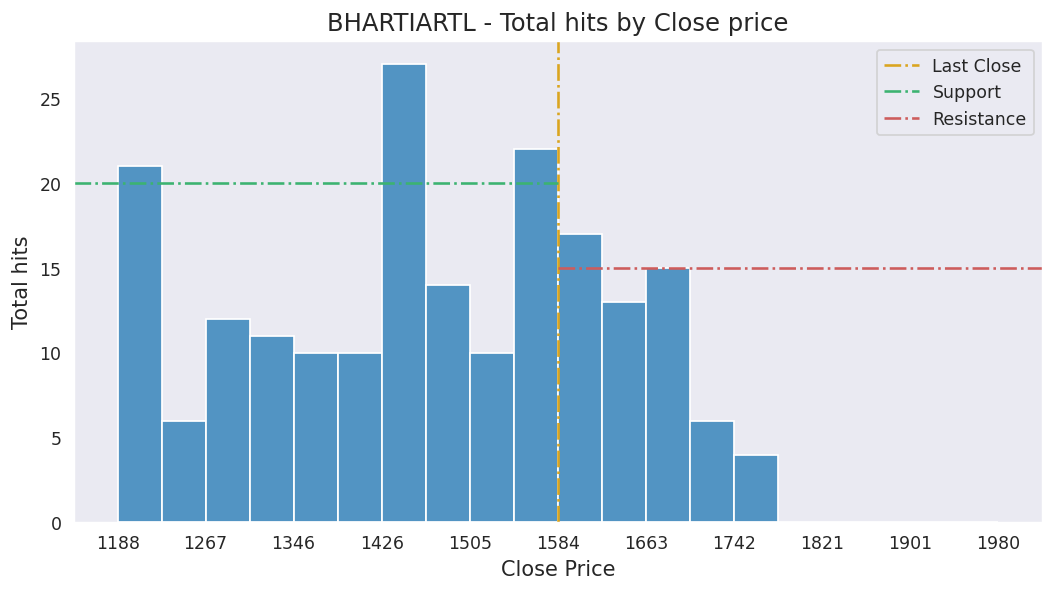 BHARTIARTL - Total hits by Close price
Last Close
Support
Resistance
Total hits
25
20
15
10
5
0
1188 1267 1346 1426 1505 1584 1663 1742 1821 1901 1980
Close Price